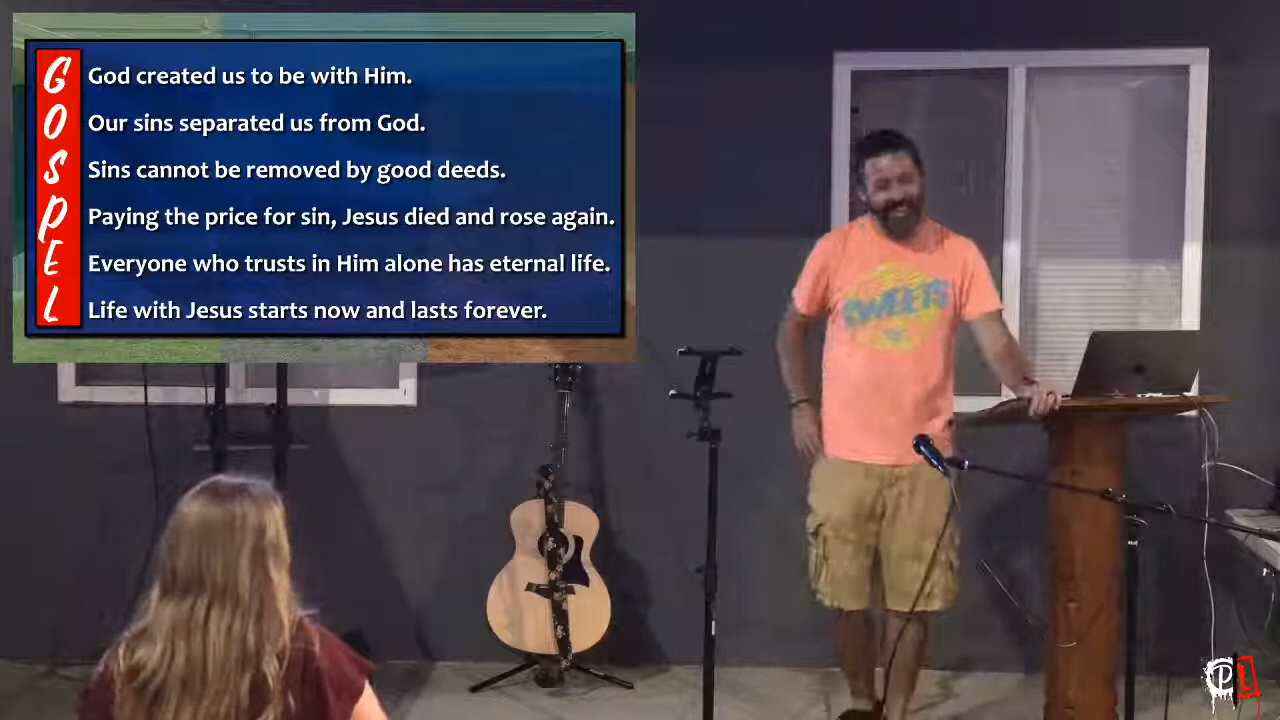 G God created us to be with Him.
O Our sins separated us from God.
S Sins cannot be removed by good deeds.
P Paying the price for sin, Jesus died and rose again.
E Everyone who trusts in Him alone has eternal life.
L Life with Jesus starts now and lasts forever.
SWEETS
PL